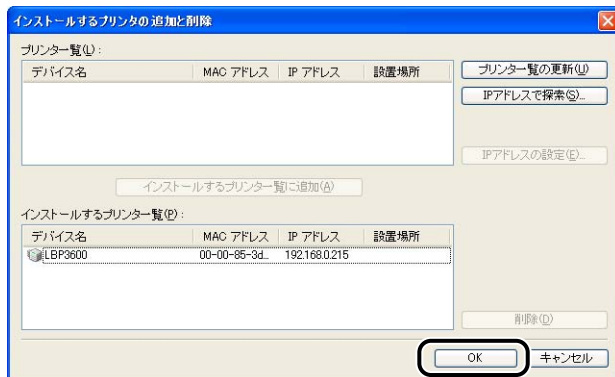 インストールするプリンタの追加と削除
プリンター覧(L):
デバイス名 MAC アドレス IP アドレス 設置場所
プリンター覧の更新(U)
IPアドレスで探索(S)...
IPアドレスの設定(E)...
インストールするプリンター覧に追加(A)
インストールするプリンター覧(P):
デバイス名 MAC アドレス IP アドレス 設置場所
LBP3600 00-00-85-3d... 192.168.0.215
削除(D)
OK キャンセル